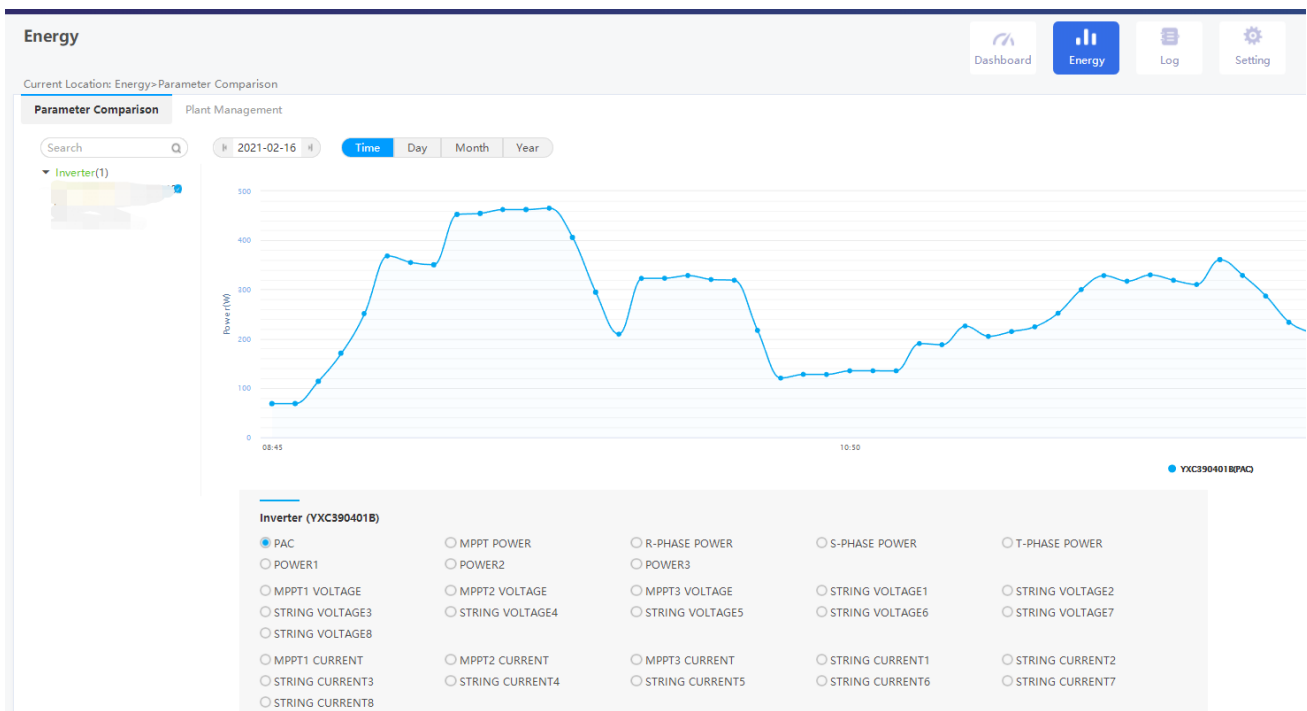 Energy
Dashboard Energy Log Setting
Current Location: Energy>Parameter Comparison
Parameter Comparison Plant Management
Search 2021-02-16 Time Day Month Year
Inverter(1)
500
400
300
200
100
0
Power(W)
08:45 10:50
YXC390401B(PAC)
Inverter (YXC390401B)
PAC MPPT POWER R-PHASE POWER S-PHASE POWER T-PHASE POWER
POWER1 POWER2 POWER3
MPPT1 VOLTAGE MPPT2 VOLTAGE MPPT3 VOLTAGE STRING VOLTAGE1 STRING VOLTAGE2
STRING VOLTAGE3 STRING VOLTAGE4 STRING VOLTAGE5 STRING VOLTAGE6 STRING VOLTAGE7
STRING VOLTAGE8
MPPT1 CURRENT MPPT2 CURRENT MPPT3 CURRENT STRING CURRENT1 STRING CURRENT2
STRING CURRENT3 STRING CURRENT4 STRING CURRENT5 STRING CURRENT6 STRING CURRENT7
STRING CURRENT8